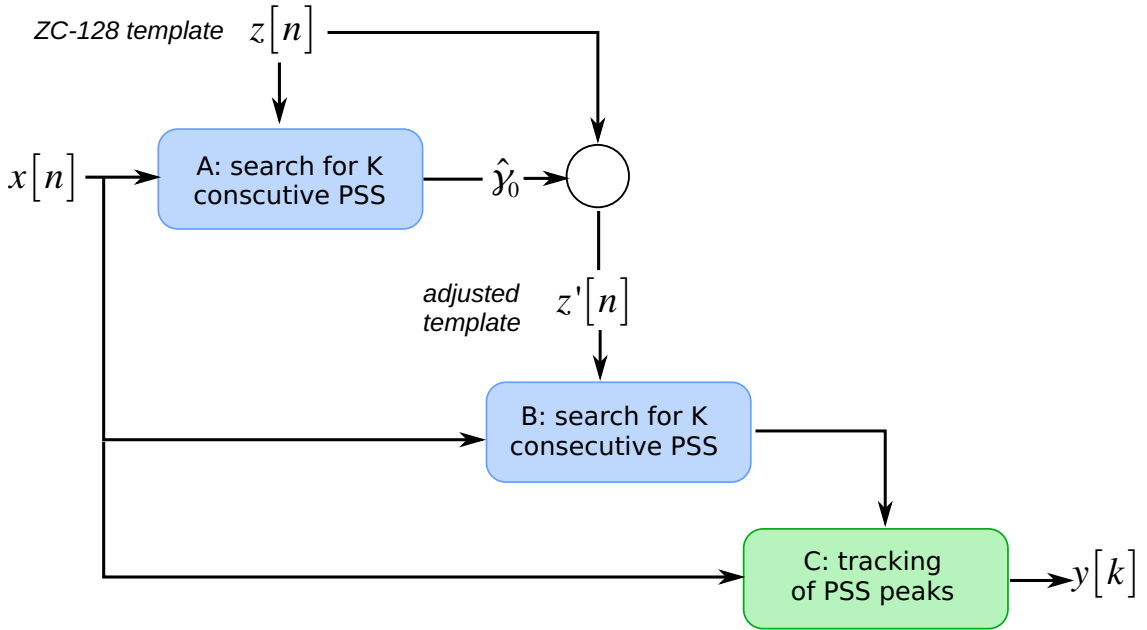 ZC-128 template z[n]
A: search for K
conscutive PSS
x[n]
γ̂₀
adjusted
template
z'[n]
B: search for K
consecutive PSS
C: tracking
of PSS peaks
y[k]